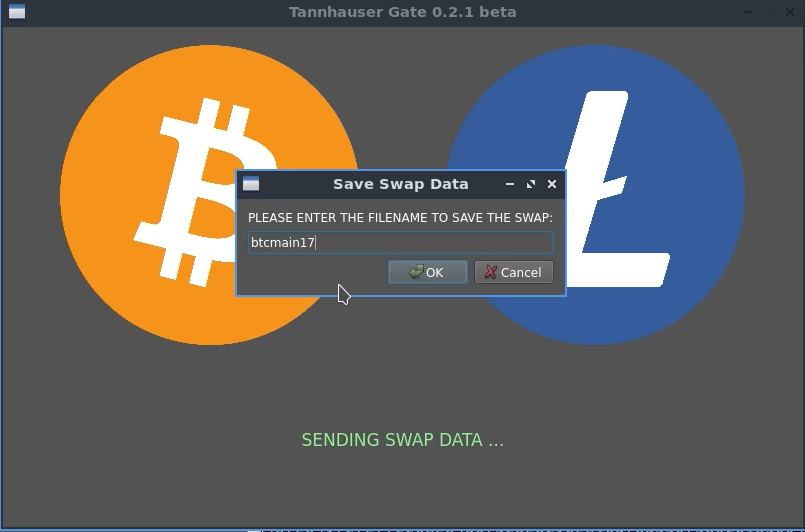 Tannhauser Gate 0.2.1 beta
Save Swap Data
PLEASE ENTER THE FILENAME TO SAVE THE SWAP:
btcmain17
OK
Cancel
SENDING SWAP DATA ...